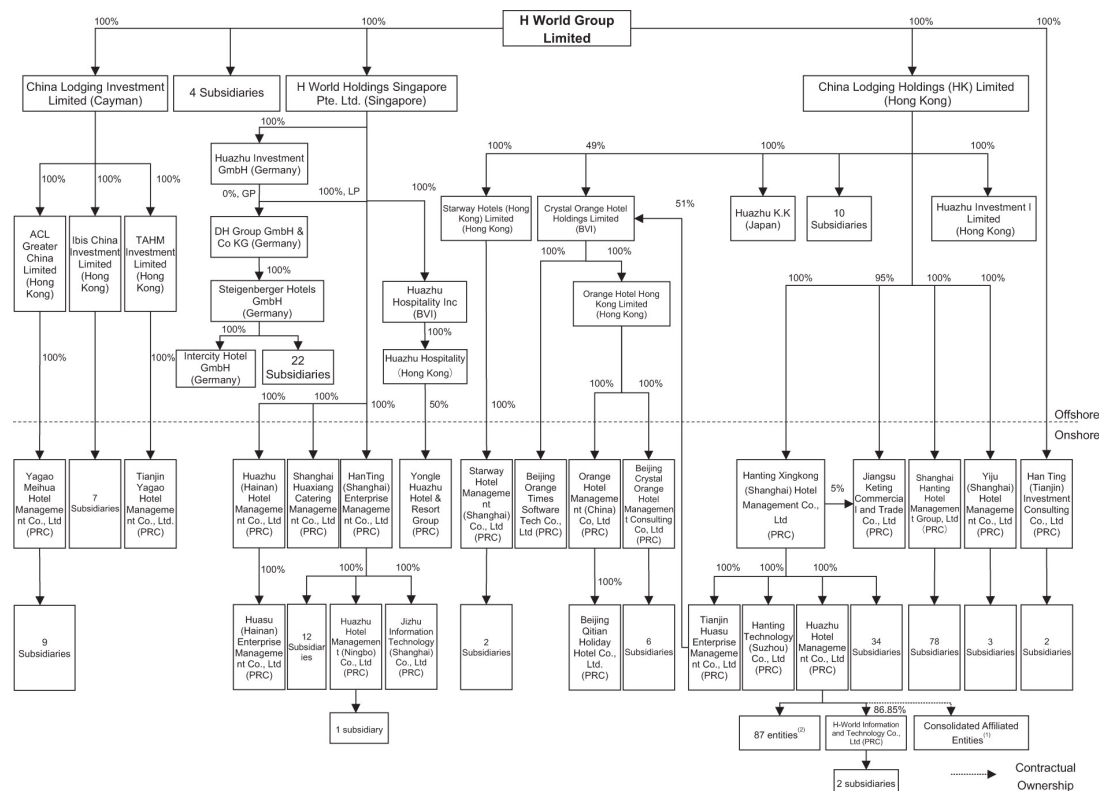 H World Group
Limited
100%
100%
100%
100%
100%
China Lodging Investment
Limited (Cayman)
4 Subsidiaries
H World Holdings Singapore
Pte. Ltd. (Singapore)
China Lodging Holdings (HK) Limited
(Hong Kong)
100%
Huazhu Investment
GmbH (Germany)
100%
49%
100%
100%
100%
100%
100%
100%
0%, GP
100%, LP
100%
ACL
Greater
China
Limited
(Hong
Kong)
Ibis China
Investment
Limited
(Hong
Kong)
TAHM
Investment
Limited
(Hong
Kong)
DH Group GmbH &
Co KG (Germany)
Starway Hotels (Hong
Kong) Limited
(Hong Kong)
Crystal Orange Hotel
Holdings Limited
(BVI)
51%
Huazhu K.K
(Japan)
10
Subsidiaries
Huazhu Investment I
Limited
(Hong Kong)
100%
100%
100%
Steigenberger Hotels
GmbH
(Germany)
Huazhu
Hospitality Inc
(BVI)
Orange Hotel Hong
Kong Limited
(Hong Kong)
100%
95%
100%
100%
100%
100%
Intercity Hotel
GmbH
(Germany)
22
Subsidiaries
Huazhu Hospitality
(Hong Kong)
100%
100%
100%
100%
100%
100%
50%
100%
100%
100%
Offshore
Onshore
Yagao
Meihua
Hotel
Management
Co., Ltd
(PRC)
7
Subsidiaries
Tianjin
Yagao Hotel
Management
Co., Ltd.
(PRC)
Huazhu
(Hainan)
Hotel
Management
Co., Ltd
(PRC)
Shanghai
Huaxiang
Catering
Management
Co., Ltd
(PRC)
HanTing
(Shanghai)
Enterprise
Management
Co., Ltd
(PRC)
Yongle
Huazhu
Hotel &
Resort
Group
(PRC)
Starway Hotel
Manageme
nt
(Shanghai)
Co., Ltd
(PRC)
Beijing
Orange
Times
Software
Tech Co.,
Ltd (PRC)
Orange
Hotel
Managem
ent
(China) Co,
Ltd (PRC)
Beijing
Crystal
Orange Hotel
Management
Consulting
Co, Ltd
(PRC)
Hanting Xingkong
(Shanghai) Hotel
Management Co.,
Ltd
(PRC)
5%
Jiangsu
Keting
Commercia
l and Trade
Co., Ltd
(PRC)
Shanghai
Hanting
Hotel
Managemen
t Group, Ltd
(PRC)
Yiju
(Shanghai)
Hotel
Managem
ent Co.,
Ltd
(PRC)
Han Ting
(Tianjin)
Investment
Consulting
Co., Ltd
(PRC)
100%
100%
100%
100%
100%
100%
9
Subsidiaries
Huasu
(Hainan)
Enterprise
Manageme
nt Co., Ltd
(PRC)
12
Subsidiar
ies
Huazhu
Hotel
Managemen
t (Ningbo)
Co., Ltd
(PRC)
Jizhu
Information
Technology
(Shanghai)
Co., Ltd
(PRC)
2
Subsidiaries
Beijing
Qitian
Holiday
Hotel Co.,
Ltd.
(PRC)
6
Subsidiaries
Tianjin
Huasu
Enterprise
Manageme
nt Co., Ltd
(PRC)
Hanting
Technology
(Suzhou)
Co., Ltd
(PRC)
Huazhu
Hotel
Management
Co., Ltd
(PRC)
34
Subsidiaries
78
Subsidiaries
3
Subsidiaries
2
Subsidiaries
1 subsidiary
86.85%
87 entities(2)
H-World Information
and Technology Co.,
Ltd (PRC)
Consolidated Affiliated
Entities(1)
2 subsidiaries
Contractual
Ownership